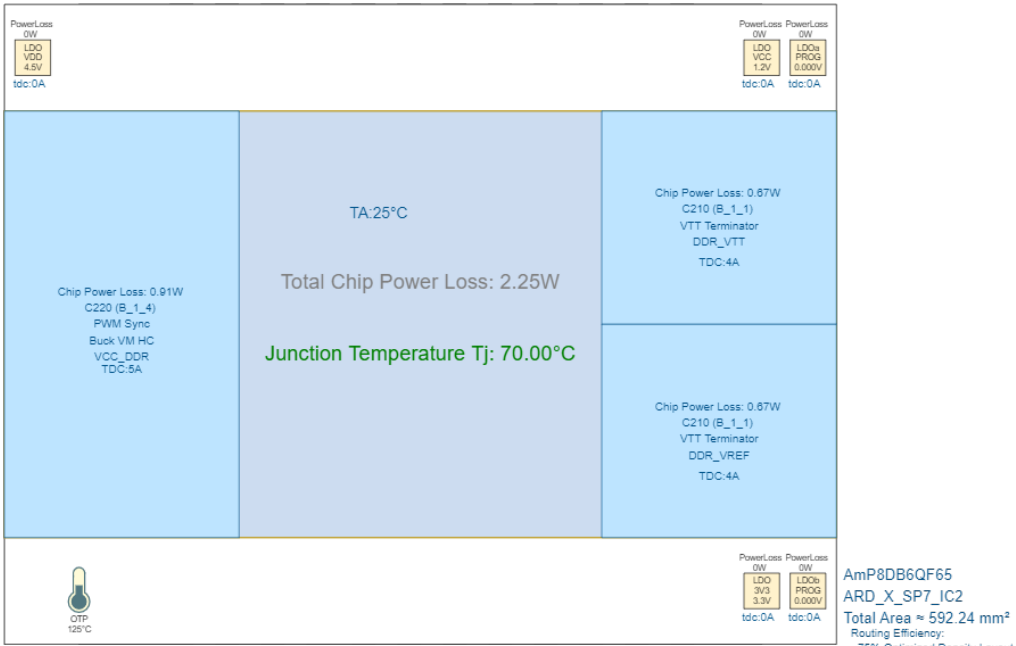 PowerLoss
0W
LDO
VDD
4.5V
tdc:0A
PowerLoss PowerLoss
0W 0W
LDO LDOa
VCC PROG
1.2V 0.000V
tdc:0A tdc:0A
Chip Power Loss: 0.91W
C220 (B_1_4)
PWM Sync
Buck VM HC
VCC_DDR
TDC:5A
TA:25°C
Total Chip Power Loss: 2.25W
Junction Temperature Tj: 70.00°C
Chip Power Loss: 0.67W
C210 (B_1_1)
VTT Terminator
DDR_VTT
TDC:4A
Chip Power Loss: 0.67W
C210 (B_1_1)
VTT Terminator
DDR_VREF
TDC:4A
OTP
125°C
PowerLoss PowerLoss
0W 0W
LDO LDOb
3V3 PROG
3.3V 0.000V
tdc:0A tdc:0A
AmP8DB6QF65
ARD_X_SP7_IC2
Total Area ≈ 592.24 mm²
Routing Efficiency: